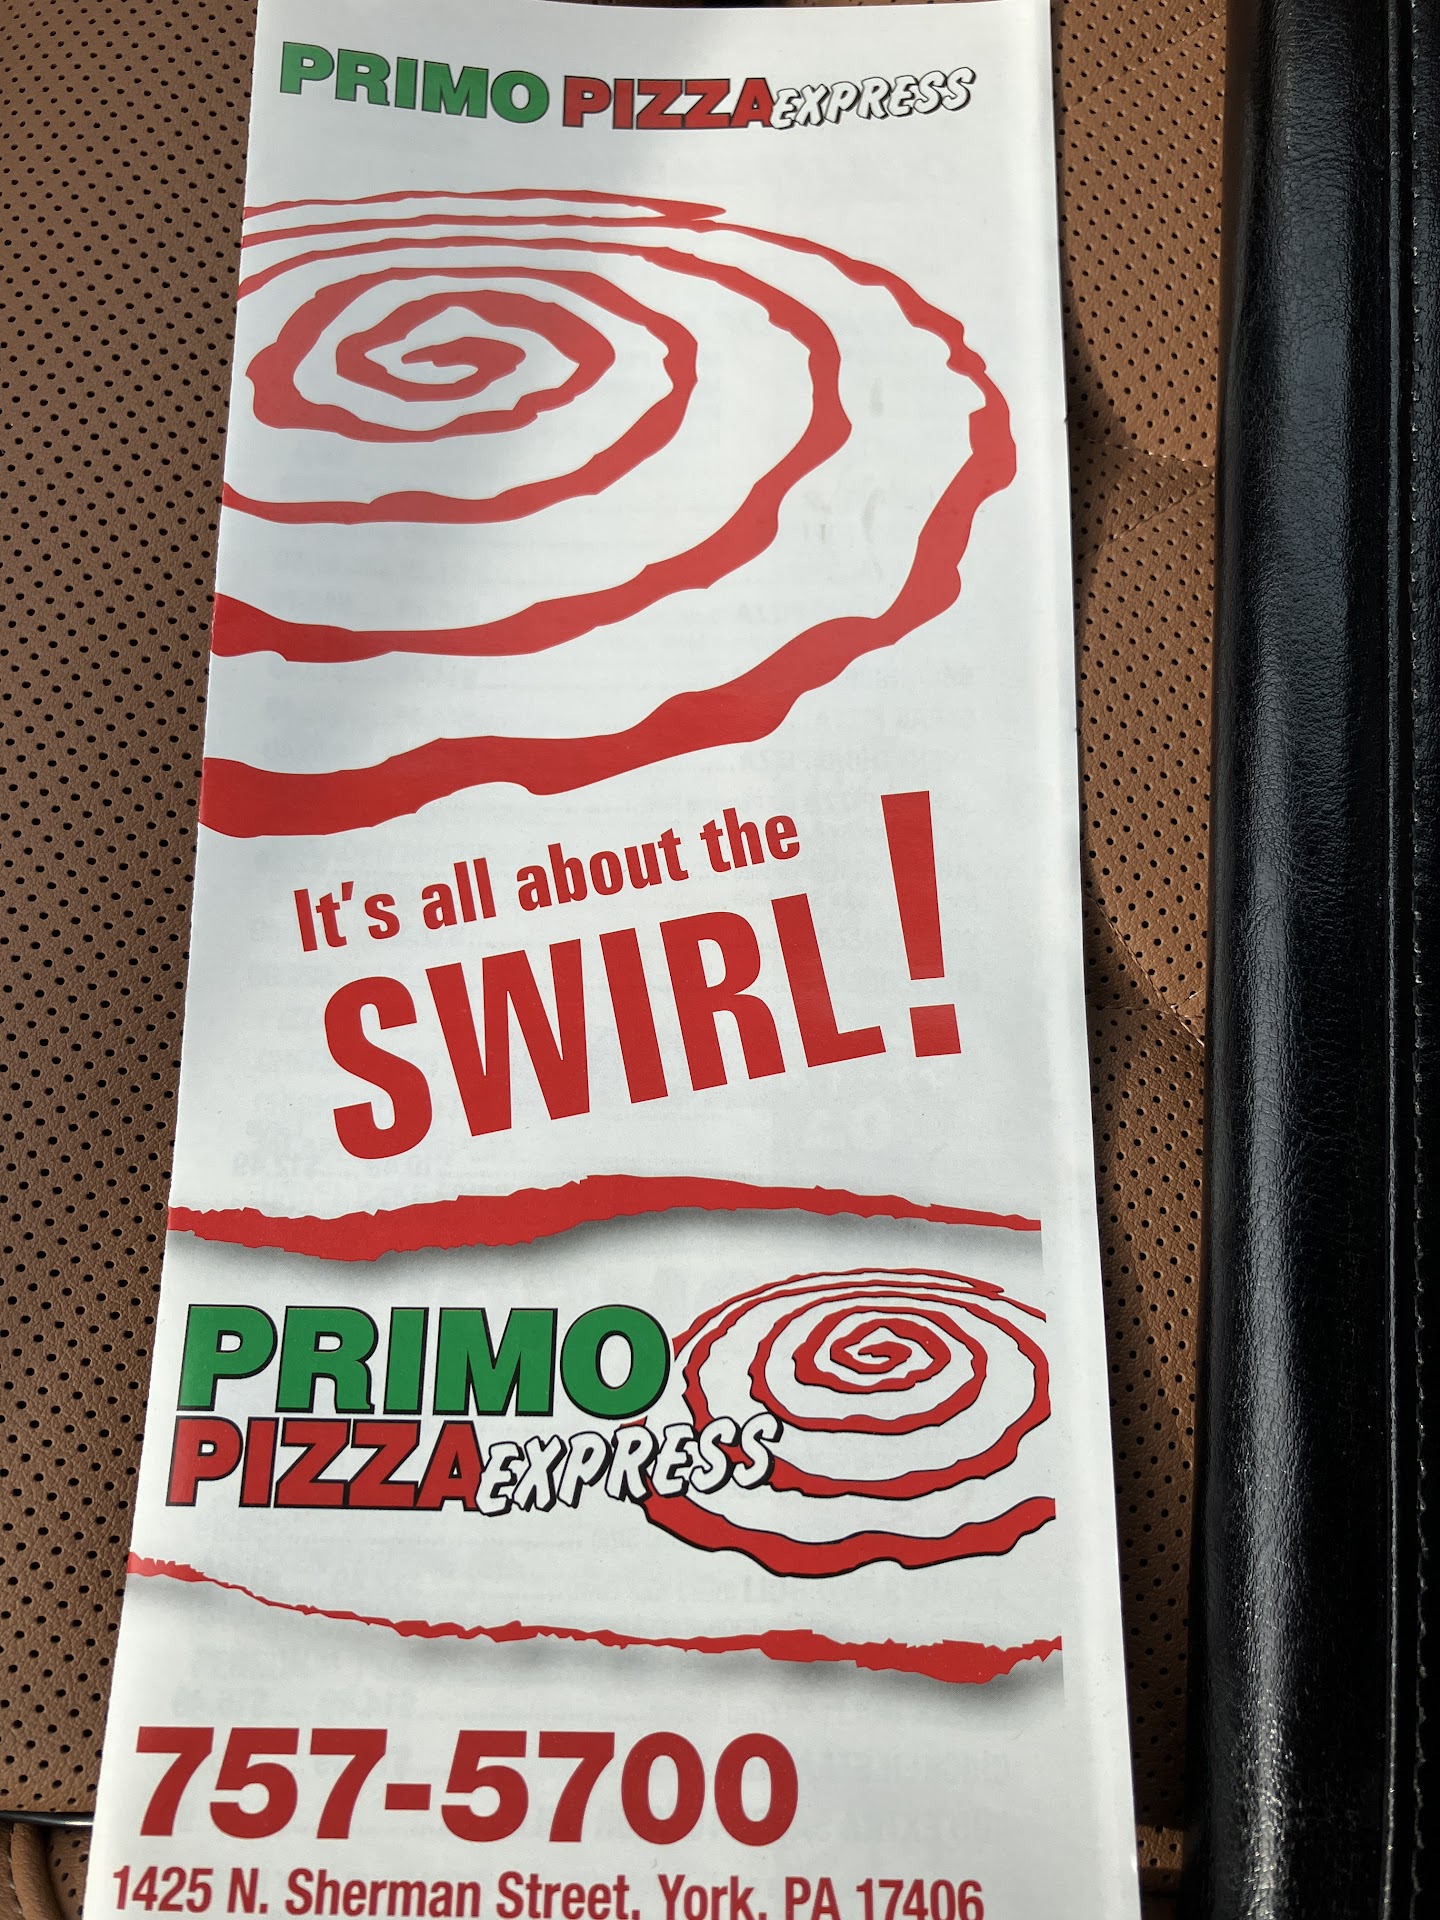 PRIMO PIZZA EXPRESS
It's all about the
SWIRL!
PRIMO
PIZZA EXPRESS
757-5700
1425 N. Sherman Street, York, PA 17406